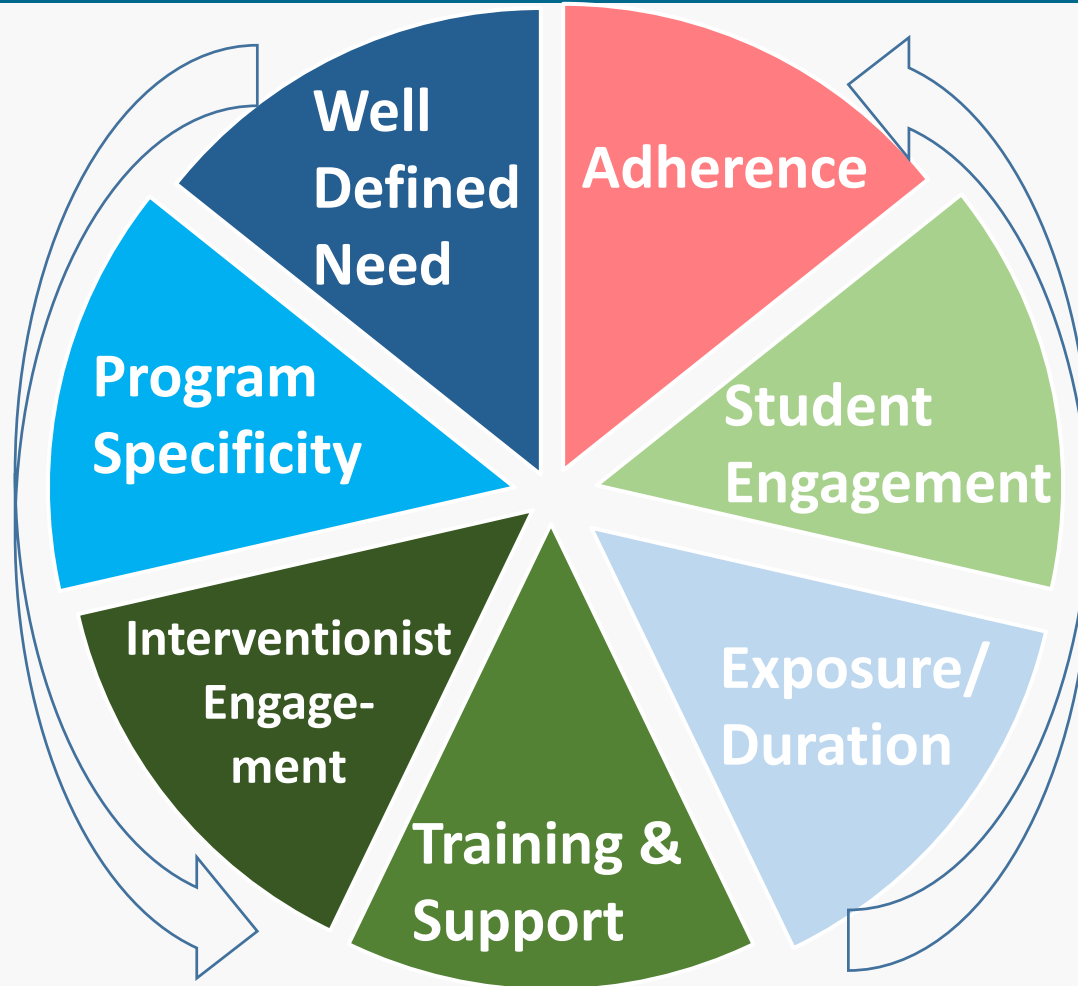 Well
Defined
Need
Adherence
Program
Specificity
Student
Engagement
Interventionist
Engage-
ment
Exposure/
Duration
Training &
Support